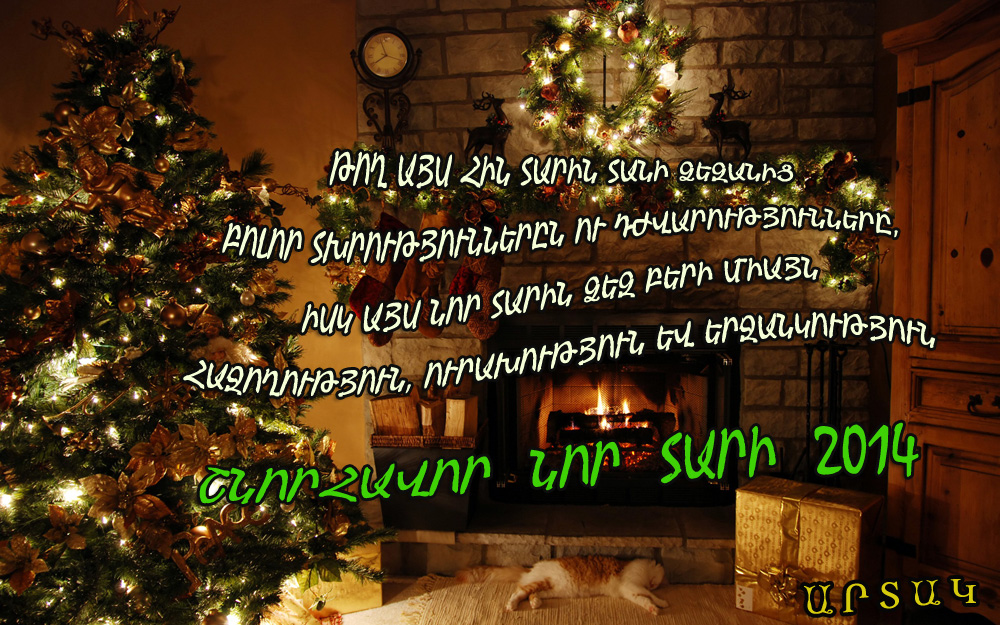 ԹՈՂ ԱՅՍ ՀԻՆ ՏԱՐԻՆ ՏԱՆԻ ՁԵԶԱՆԻՑ
ԲՈԼՈՐ ՏԽՐՈՒԹՅՈՒՆՆԵՐԸՆ ՈՒ ԴԺՎԱՐՈՒԹՅՈՒՆՆԵՐԸ,
ԻՍԿ ԱՅՍ ՆՈՐ ՏԱՐԻՆ ՁԵԶ ԲԵՐԻ ՄԻԱՅՆ
ՀԱՋՈՂՈՒԹՅՈՒՆ, ՈՒՐԱԽՈՒԹՅՈՒՆ ԵՎ ԵՐՋԱՆԿՈՒԹՅՈՒՆ
ՇՆՈՐՀԱՎՈՐ ՆՈՐ ՏԱՐԻ 2014
ԱՐՏԱԿ